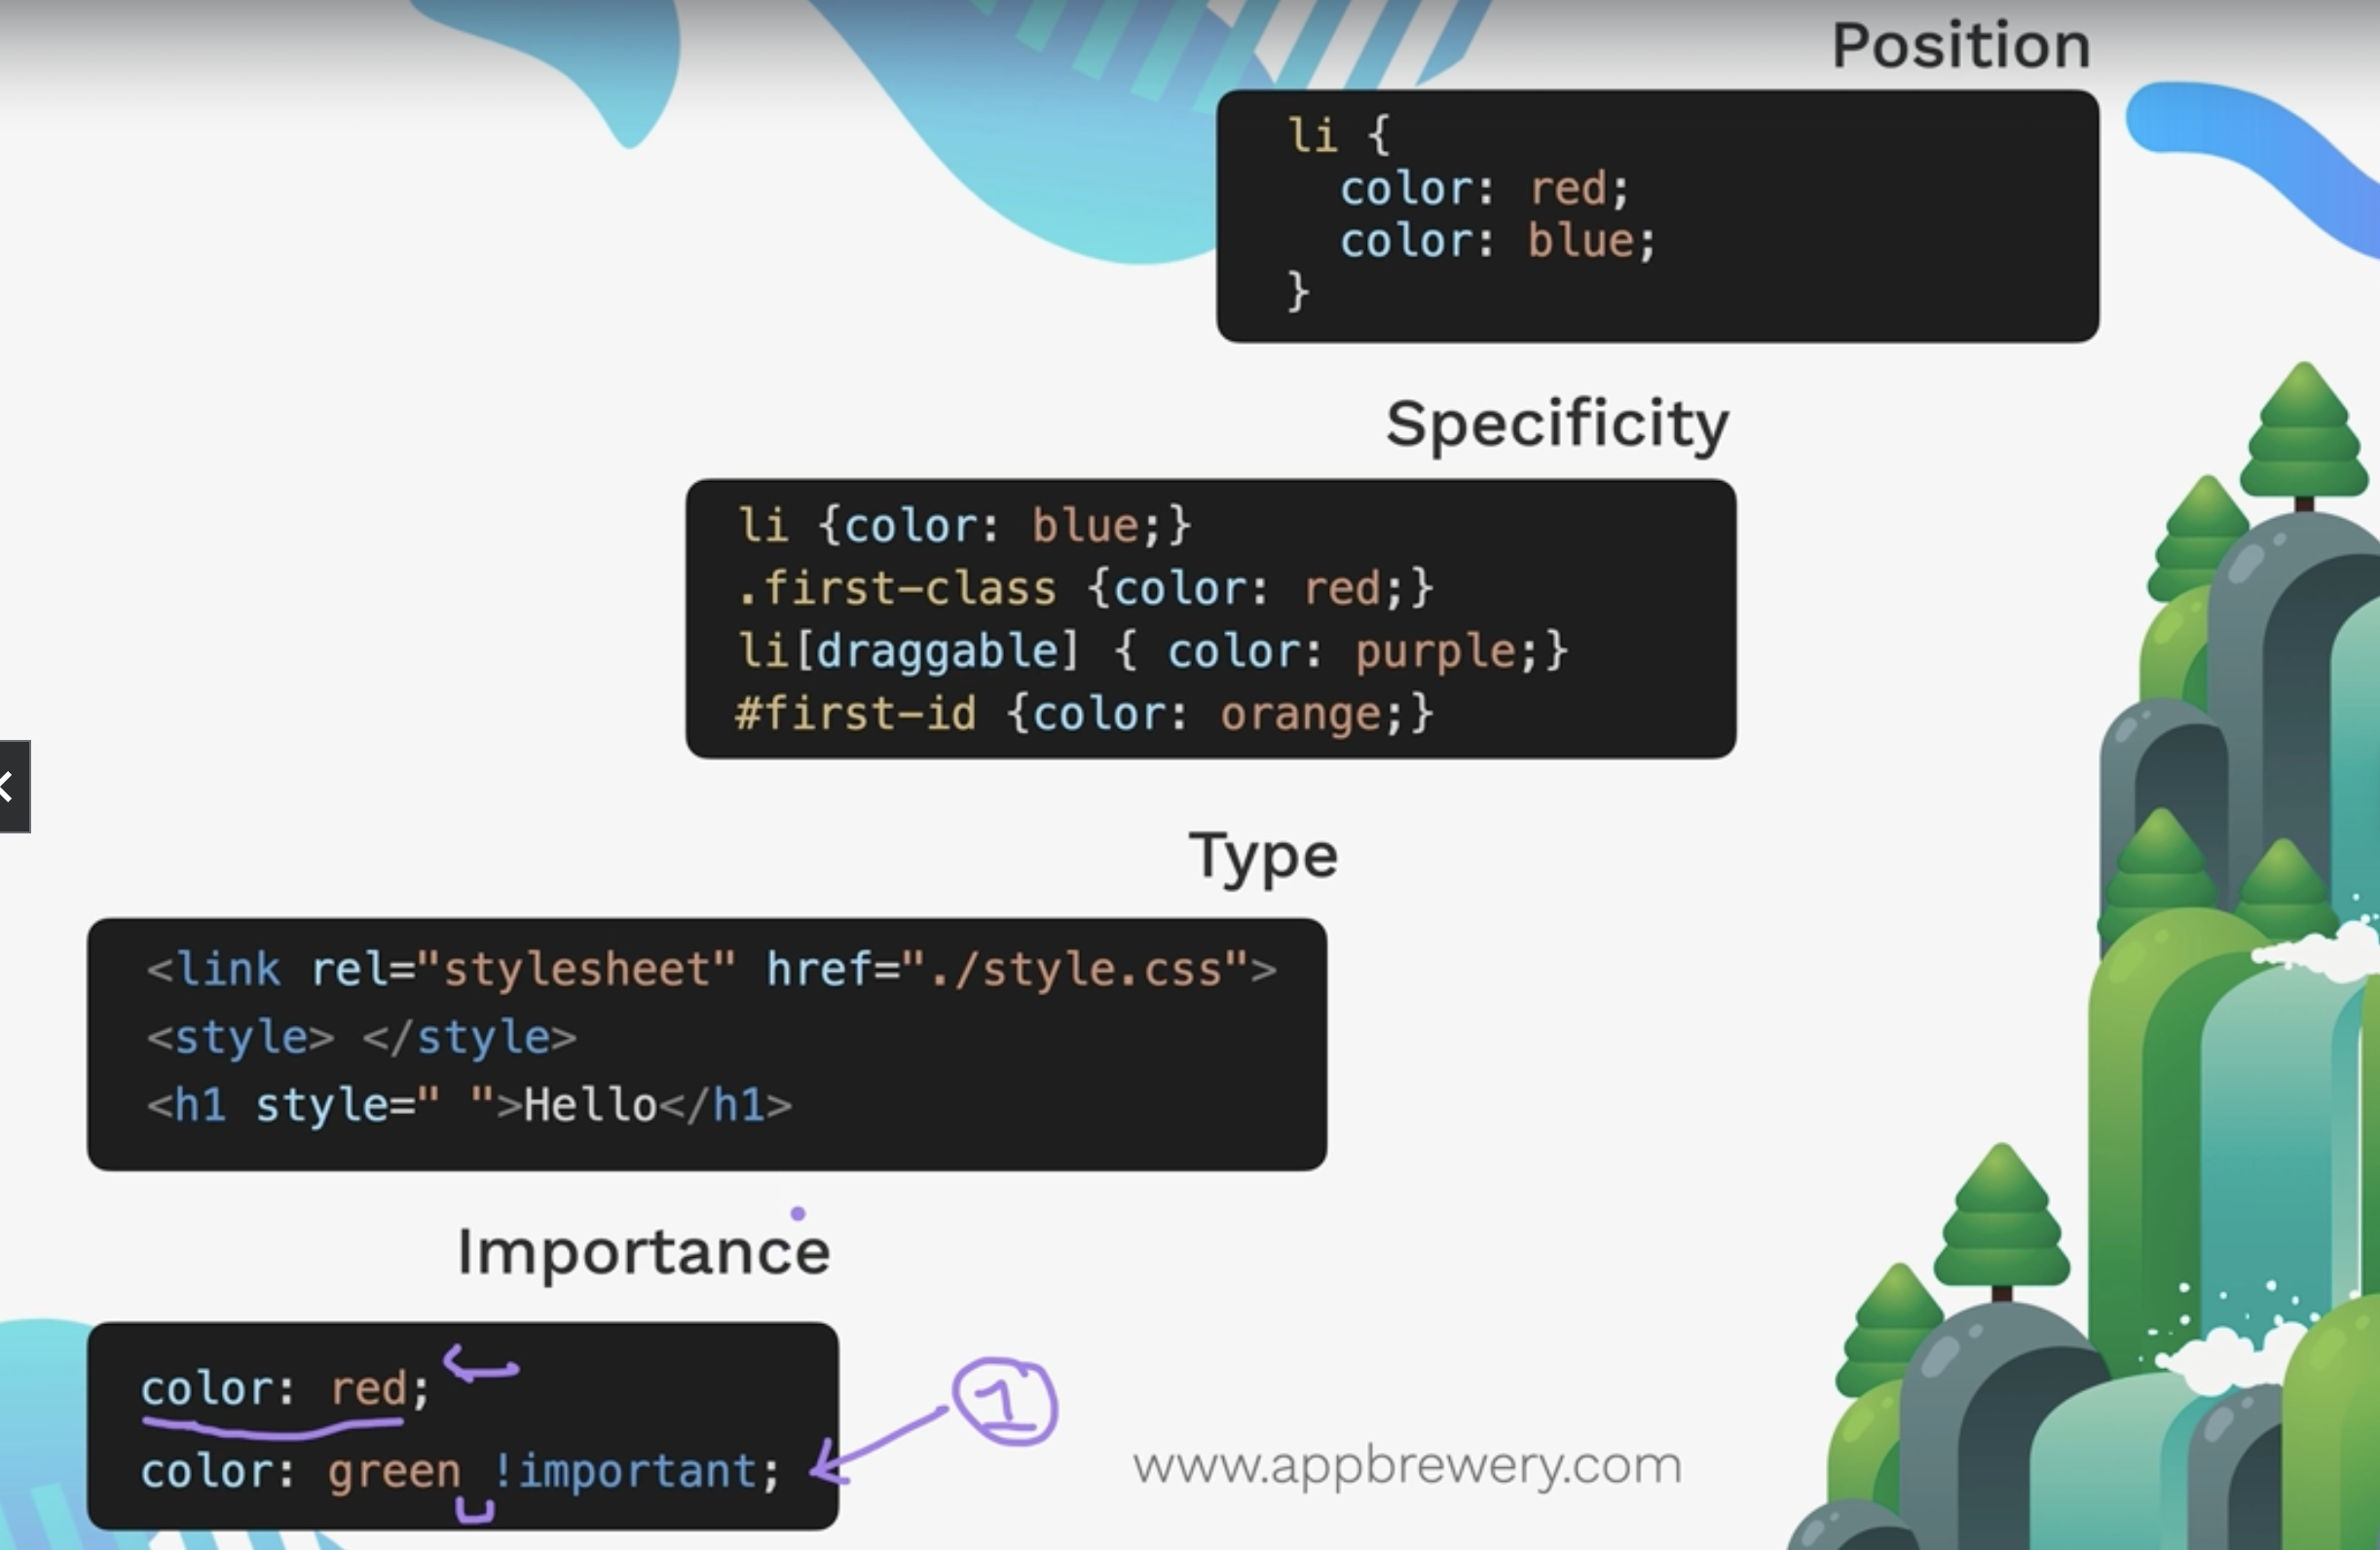 Position
li {
color: red;
color: blue;
}
Specificity
li {color: blue;}
.first-class {color: red;}
li[draggable] { color: purple;}
#first-id {color: orange;}
Type
<link rel="stylesheet" href="./style.css">
<style> </style>
<h1 style=" ">Hello</h1>
Importance
color: red;
color: green !important;
1
www.appbrewery.com